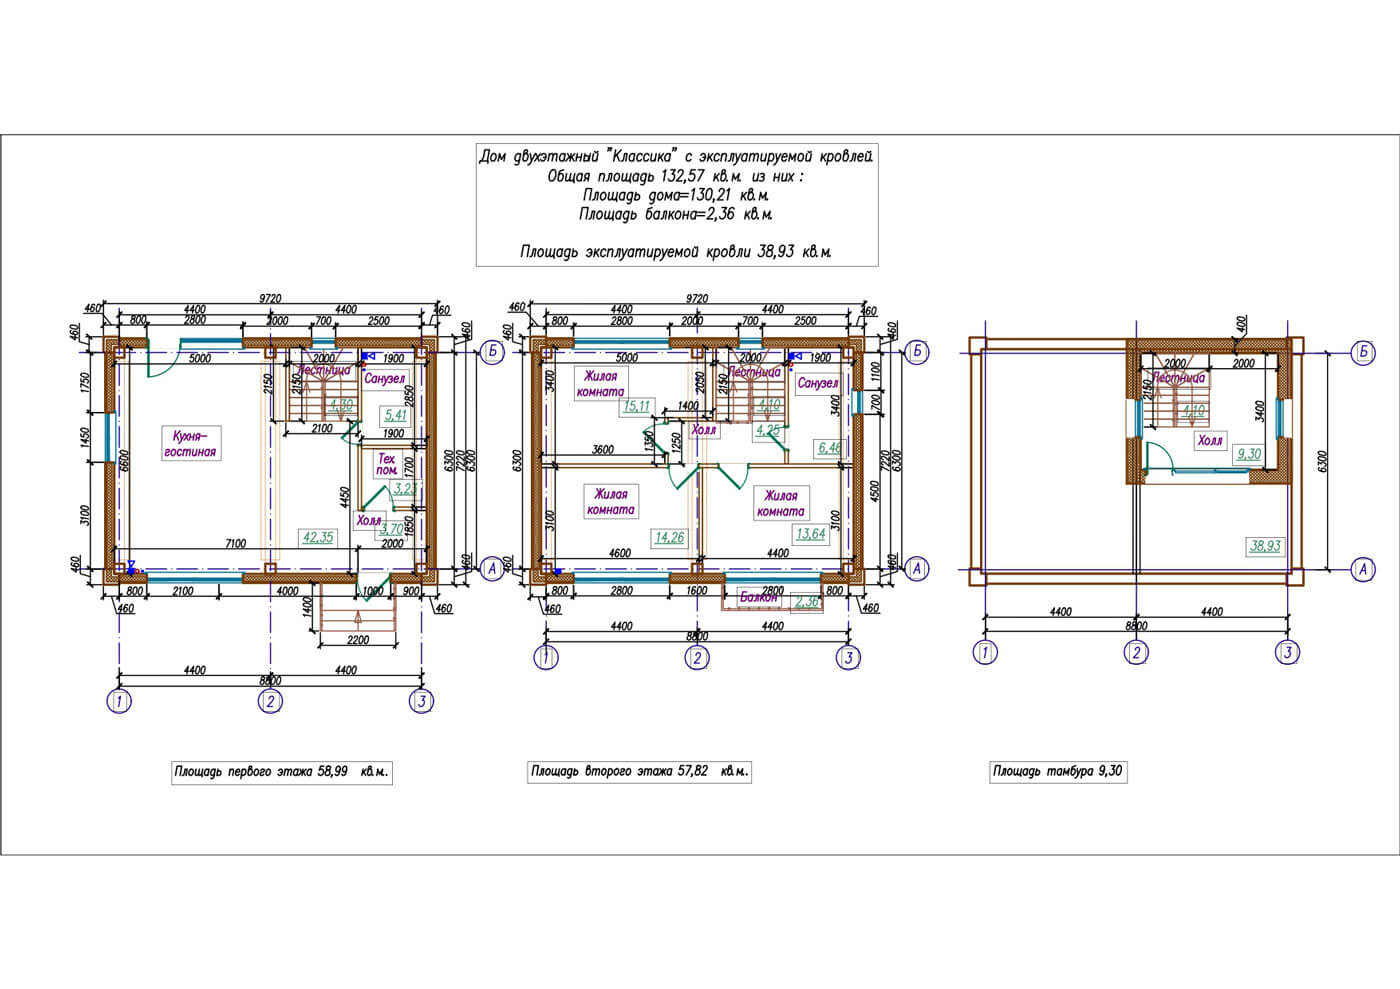 Дом двухэтажный "Классика" с эксплуатируемой кровлей.
Общая площадь 132,57 кв.м. из них :
Площадь дома=130,21 кв.м.
Площадь балкона=2,36 кв.м.
Площадь эксплуатируемой кровли 38,93 кв.м.
9720
460 4400 4400 460
800 2800 2000 700 2500
460 460
5000 2000 1900
Б
Лестница
Санузел
1750 2150 2150 2850
4,30 5,41
2100 1900
Кухня-
гостиная
1450 6600
Тех.
пом.
1700 6300 7220 6300
3,23
4450
Холл
3,70
3100 42,35 1850
7100 2000
460 460
А
800 2100 4000 1000 900
460 1400 460
2200
4400 4400
8800
1 2 3
9720
460 4400 4400 460
800 2800 2000 700 2500
460
5000 2000 1900
Б
Жилая
комната
Лестница
Санузел
3400 2050 2150 1100
15,11 4,10 700
1400 3400
Холл 4,25
1350 1250
3600 6,46
6300 7220 6300
Жилая
комната
Жилая
комната
4500
3100 14,26 13,64 3100
4600 4400
460
А
800 2800 1600 2800 800
Балкон 2,36
460 460
4400 4400
8800
1 2 3
400
Б
2000 2000
Лестница
2150
4,10 3400
Холл
9,30
6300
38,93
А
4400 4400
8800
1 2 3
Площадь первого этажа 58,99 кв.м..
Площадь второго этажа 57,82 кв.м..
Площадь тамбура 9,30